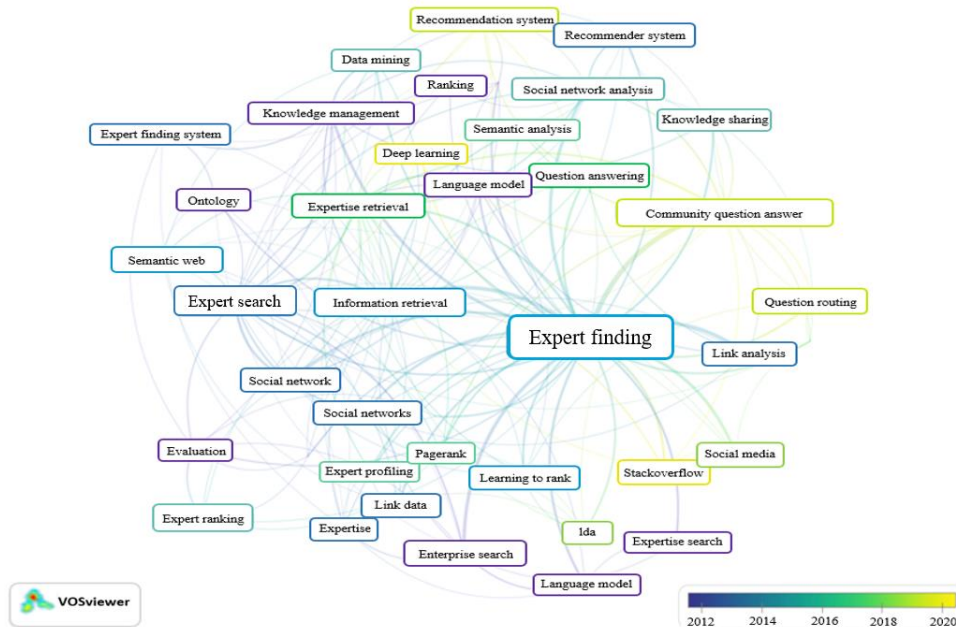 Recommendation system
Recommender system
Data mining
Ranking
Social network analysis
Knowledge management
Knowledge sharing
Expert finding system
Semantic analysis
Deep learning
Language model
Question answering
Ontology
Expertise retrieval
Community question answer
Semantic web
Expert search
Information retrieval
Question routing
Expert finding
Link analysis
Social network
Social networks
Evaluation
Pagerank
Social media
Expert profiling
Learning to rank
Stackoverflow
Link data
Expert ranking
Expertise
lda
Expertise search
Enterprise search
Language model
VOSviewer
2012 2014 2016 2018 2020